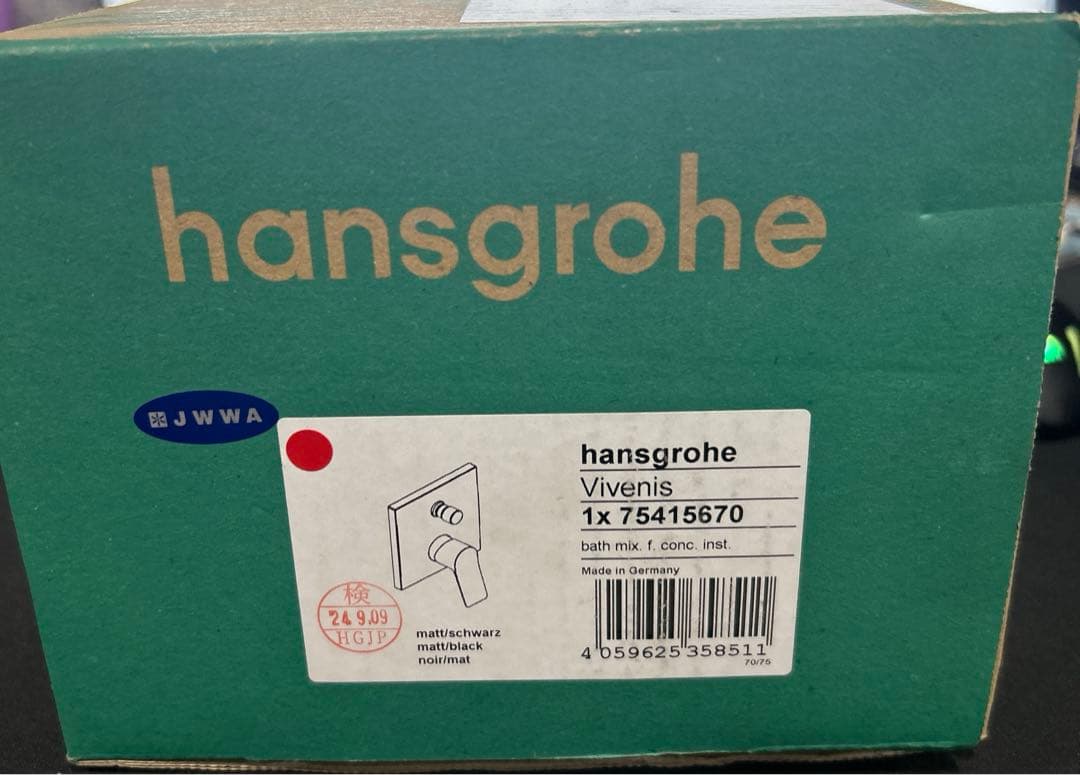 hansgrohe
JWWA
hansgrohe
Vivenis
1x 75415670
bath mix. f. conc. inst.
Made in Germany
検
24.9.09
HGJP
matt/schwarz
matt/black
noir/mat
4 059625 358511
70/75